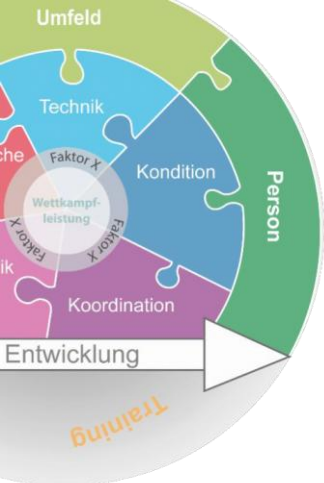 Umfeld
Technik
che
Faktor X
Kondition
Person
Wettkampf-
leistung
Faktor X
Faktor X
ik
Koordination
Entwicklung
Training